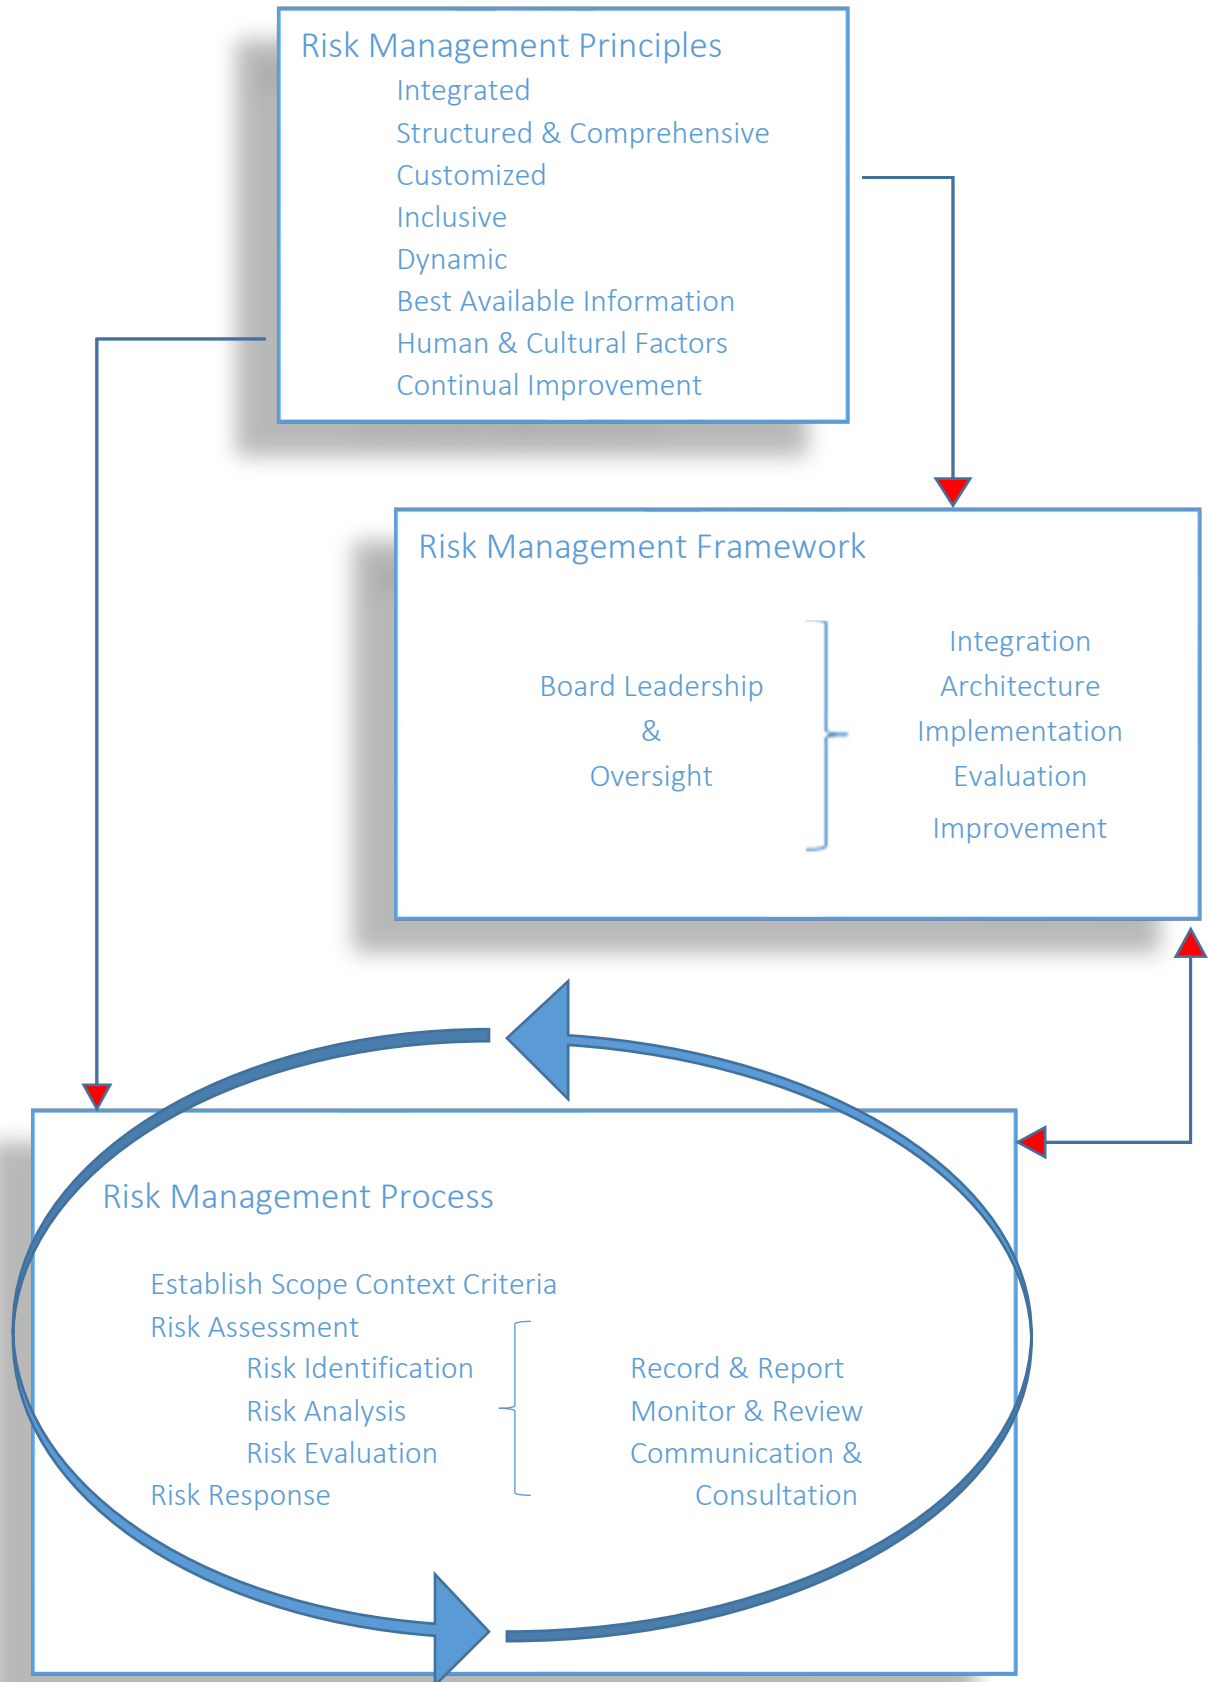 Risk Management Principles
Integrated
Structured & Comprehensive
Customized
Inclusive
Dynamic
Best Available Information
Human & Cultural Factors
Continual Improvement
Risk Management Framework
Board Leadership
&
Oversight
Integration
Architecture
Implementation
Evaluation
Improvement
Risk Management Process
Establish Scope Context Criteria
Risk Assessment
Risk Identification
Risk Analysis
Risk Evaluation
Risk Response
Record & Report
Monitor & Review
Communication &
Consultation